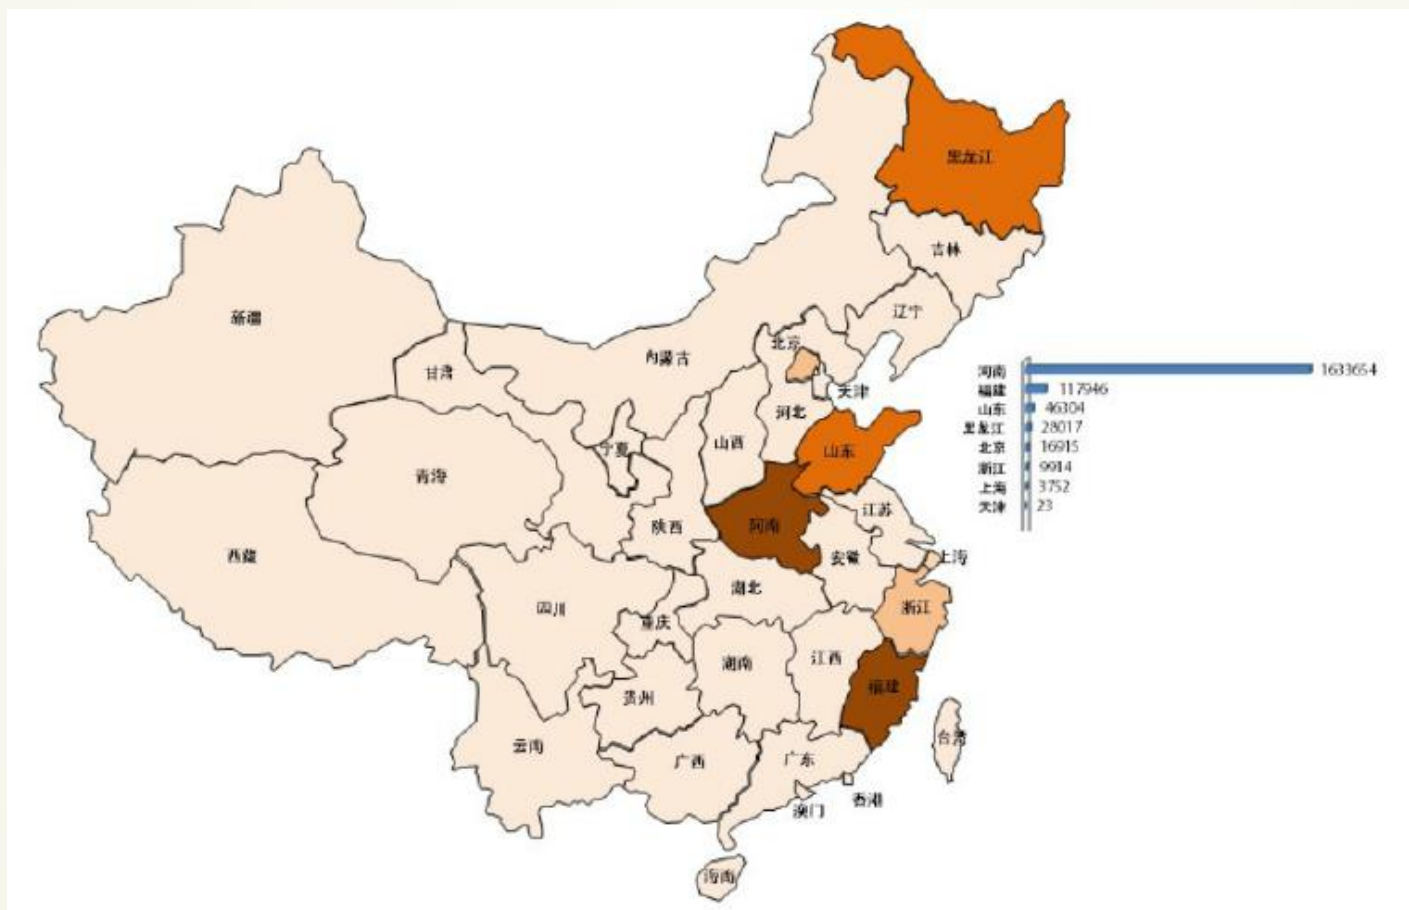 黑龙江
吉林
辽宁
新疆
内蒙古
北京
甘肃
天津
河北
山西
宁夏
山东
青海
河南
陕西
江苏
西藏
安徽
上海
湖北
四川
浙江
重庆
江西
湖南
福建
贵州
云南
台湾
广西
广东
香港
澳门
海南
河南 1633654
福建 117946
山东 46304
黑龙江 28017
北京 16915
浙江 9914
上海 3752
天津 23